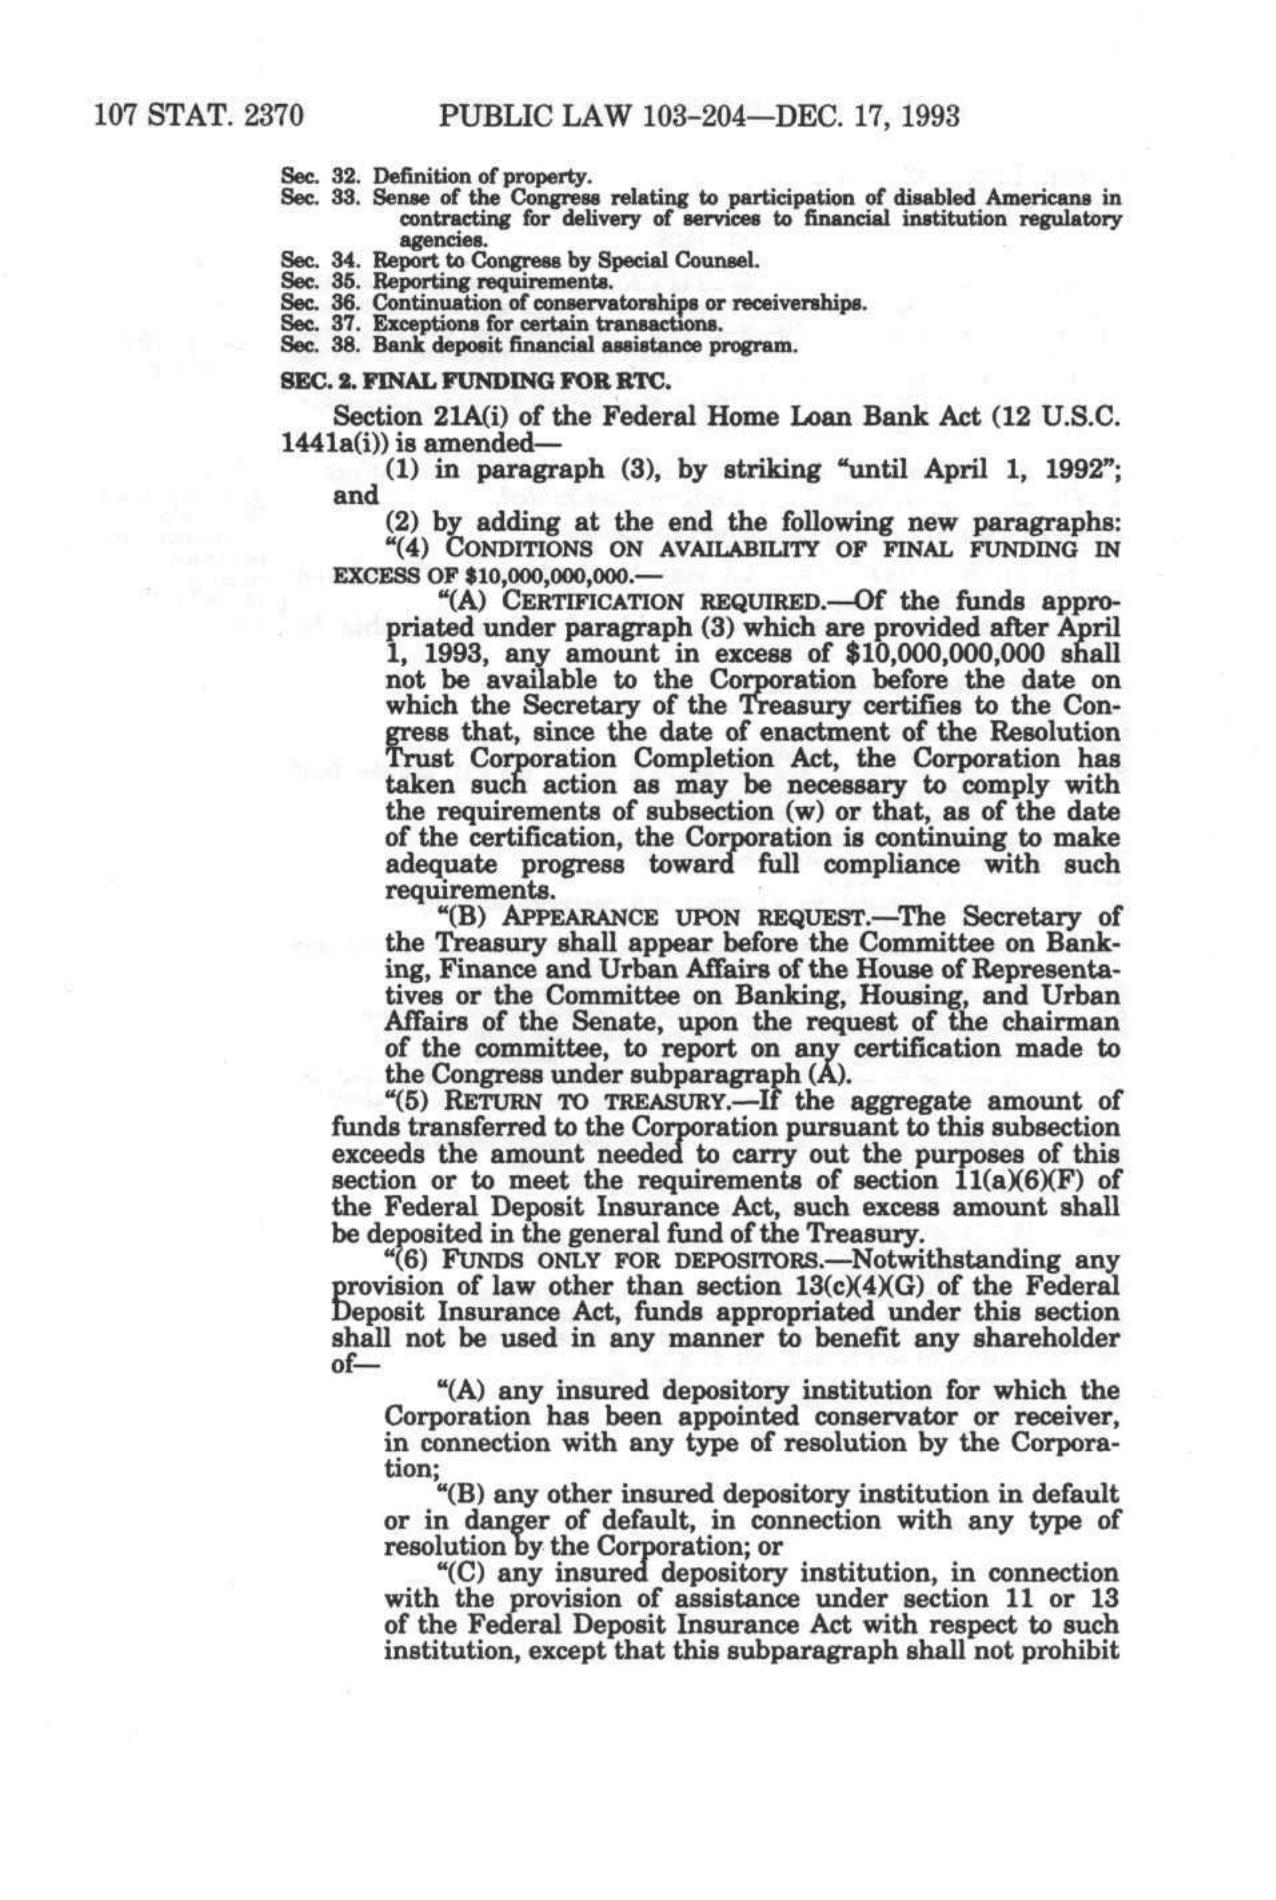 107 STAT. 2370 PUBLIC LAW 103-204—DEC. 17, 1993
Sec. 32. Definition of property.
Sec. 33. Sense of the Congress relating to participation of disabled Americans in
contracting for delivery of services to financial institution regulatory
agencies.
Sec. 34. Report to Congress by Special Counsel.
Sec. 35. Reporting requirements.
Sec. 36. Continuation of conservatorships or receiverships.
Sec. 37. Exceptions for certain transactions.
Sec. 38. Bank deposit financial assistance program.
SEC. 2. FINAL FUNDING FOR RTC.
Section 21A(i) of the Federal Home Loan Bank Act (12 U.S.C.
1441a(i)) is amended—
(1) in paragraph (3), by striking “until April 1, 1992”;
and
(2) by adding at the end the following new paragraphs:
“(4) CONDITIONS ON AVAILABILITY OF FINAL FUNDING IN
EXCESS OF $10,000,000,000.—
“(A) CERTIFICATION REQUIRED.—Of the funds appro-
priated under paragraph (3) which are provided after April
1, 1993, any amount in excess of $10,000,000,000 shall
not be available to the Corporation before the date on
which the Secretary of the Treasury certifies to the Con-
gress that, since the date of enactment of the Resolution
Trust Corporation Completion Act, the Corporation has
taken such action as may be necessary to comply with
the requirements of subsection (w) or that, as of the date
of the certification, the Corporation is continuing to make
adequate progress toward full compliance with such
requirements.
“(B) APPEARANCE UPON REQUEST.—The Secretary of
the Treasury shall appear before the Committee on Bank-
ing, Finance and Urban Affairs of the House of Representa-
tives or the Committee on Banking, Housing, and Urban
Affairs of the Senate, upon the request of the chairman
of the committee, to report on any certification made to
the Congress under subparagraph (A).
“(5) RETURN TO TREASURY.—If the aggregate amount of
funds transferred to the Corporation pursuant to this subsection
exceeds the amount needed to carry out the purposes of this
section or to meet the requirements of section 11(a)(6)(F) of
the Federal Deposit Insurance Act, such excess amount shall
be deposited in the general fund of the Treasury.
“(6) FUNDS ONLY FOR DEPOSITORS.—Notwithstanding any
provision of law other than section 13(c)(4)(G) of the Federal
Deposit Insurance Act, funds appropriated under this section
shall not be used in any manner to benefit any shareholder
of—
“(A) any insured depository institution for which the
Corporation has been appointed conservator or receiver,
in connection with any type of resolution by the Corpora-
tion;
“(B) any other insured depository institution in default
or in danger of default, in connection with any type of
resolution by the Corporation; or
“(C) any insured depository institution, in connection
with the provision of assistance under section 11 or 13
of the Federal Deposit Insurance Act with respect to such
institution, except that this subparagraph shall not prohibit